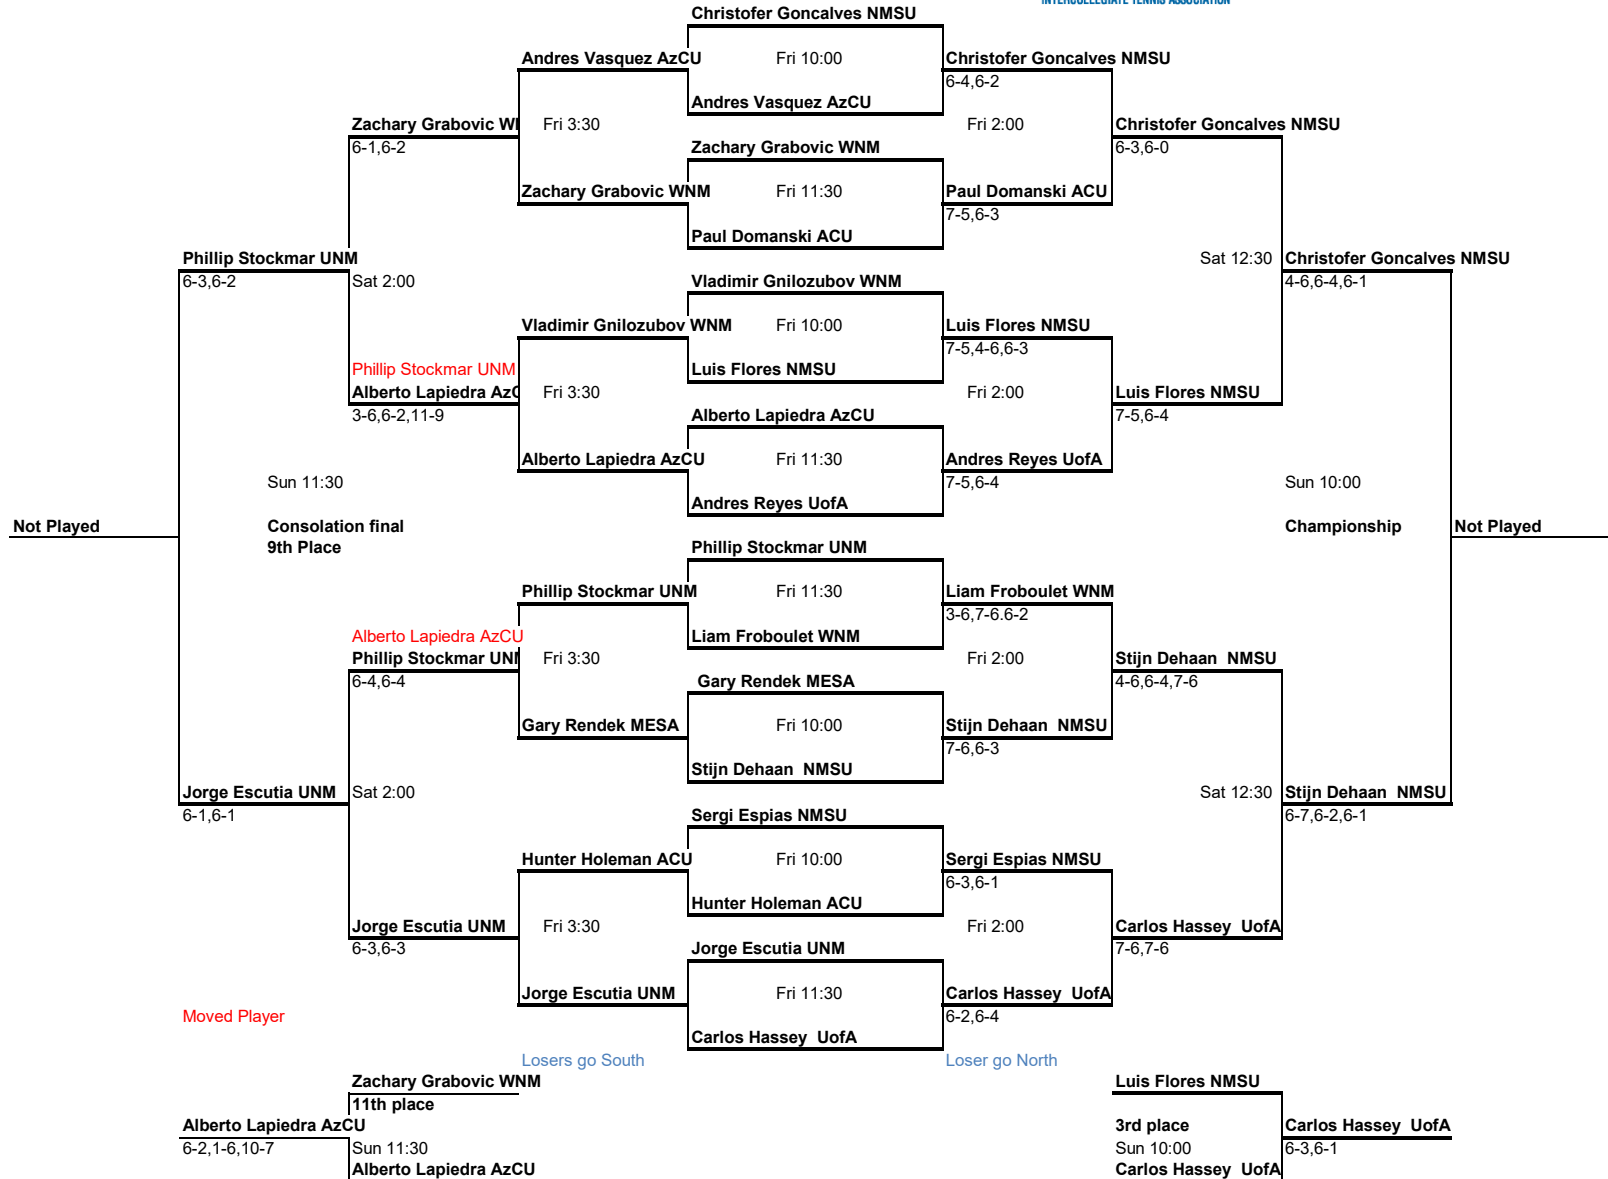 INTERCOLLEGIATE TENNIS ASSOCIATION
Christofer Goncalves NMSU
Andres Vasquez AzCU
Fri 10:00
Christofer Goncalves NMSU
6-4,6-2
Andres Vasquez AzCU
Zachary Grabovic W
Fri 3:30
Fri 2:00
Christofer Goncalves NMSU
6-1,6-2
Zachary Grabovic WNM
6-3,6-0
Zachary Grabovic WNM
Fri 11:30
Paul Domanski ACU
7-5,6-3
Paul Domanski ACU
Phillip Stockmar UNM
Sat 12:30
Christofer Goncalves NMSU
6-3,6-2
Sat 2:00
Vladimir Gnilozubov WNM
4-6,6-4,6-1
Vladimir Gnilozubov WNM
Fri 10:00
Luis Flores NMSU
7-5,4-6,6-3
Phillip Stockmar UNM
Luis Flores NMSU
Alberto Lapiedra Az
Fri 3:30
Fri 2:00
Luis Flores NMSU
3-6,6-2,11-9
Alberto Lapiedra AzCU
7-5,6-4
Alberto Lapiedra AzCU
Fri 11:30
Andres Reyes UofA
Sun 11:30
7-5,6-4
Sun 10:00
Andres Reyes UofA
Not Played
Consolation final
Championship
Not Played
9th Place
Phillip Stockmar UNM
Phillip Stockmar UNM
Fri 11:30
Liam Froboulet WNM
3-6,7-6.6-2
Alberto Lapiedra AzCU
Liam Froboulet WNM
Phillip Stockmar UN
Fri 3:30
Fri 2:00
Stijn Dehaan NMSU
6-4,6-4
Gary Rendek MESA
4-6,6-4,7-6
Gary Rendek MESA
Fri 10:00
Stijn Dehaan NMSU
7-6,6-3
Stijn Dehaan NMSU
Jorge Escutia UNM
Sat 2:00
Sat 12:30
Stijn Dehaan NMSU
6-1,6-1
Sergi Espias NMSU
6-7,6-2,6-1
Hunter Holeman ACU
Fri 10:00
Sergi Espias NMSU
6-3,6-1
Hunter Holeman ACU
Jorge Escutia UNM
Fri 3:30
Fri 2:00
Carlos Hassey UofA
6-3,6-3
Jorge Escutia UNM
7-6,7-6
Jorge Escutia UNM
Fri 11:30
Carlos Hassey UofA
Moved Player
6-2,6-4
Carlos Hassey UofA
Losers go South
Loser go North
Zachary Grabovic WNM
Luis Flores NMSU
11th place
Alberto Lapiedra AzCU
3rd place
Carlos Hassey UofA
6-2,1-6,10-7
Sun 11:30
Sun 10:00
6-3,6-1
Alberto Lapiedra AzCU
Carlos Hassey UofA